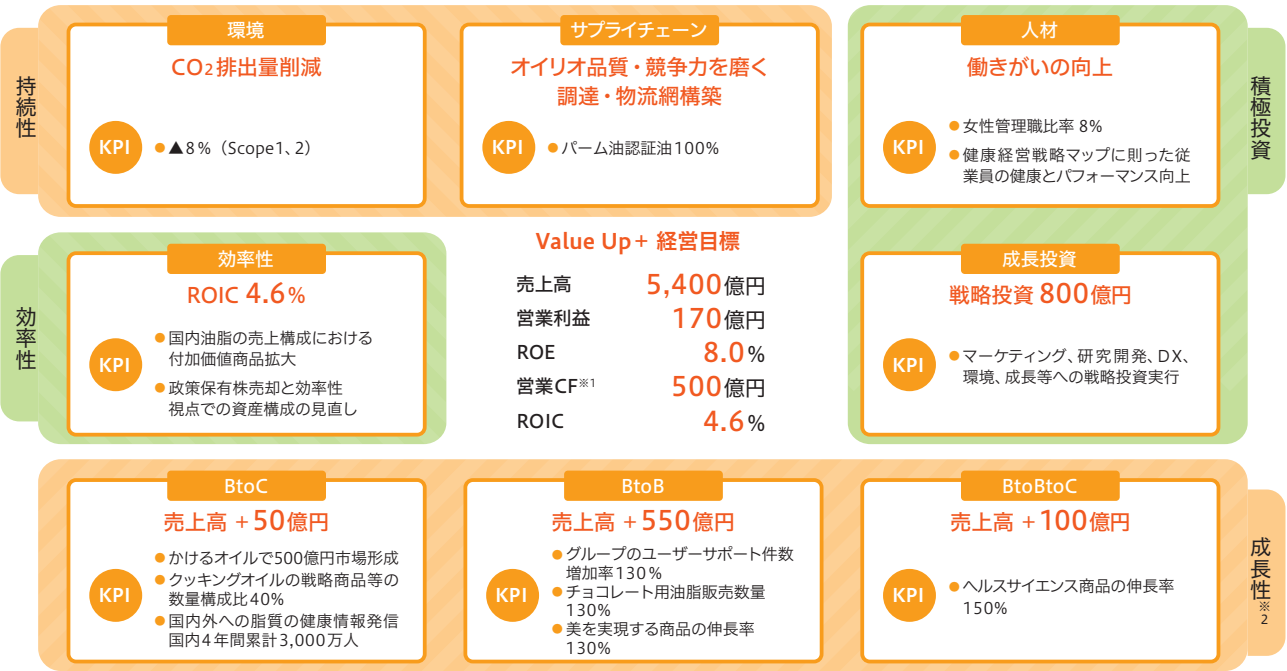 持続性
環境
CO2排出量削減
KPI
●▲8%（Scope1、2）
サプライチェーン
オイリオ品質・競争力を磨く
調達・物流網構築
KPI
●パーム油認証油100%
積極投資
人材
働きがいの向上
KPI
●女性管理職比率 8%
●健康経営戦略マップに則った従
業員の健康とパフォーマンス向上
効率性
効率性
ROIC 4.6%
KPI
●国内油脂の売上構成における
付加価値商品拡大
●政策保有株売却と効率性
視点での資産構成の見直し
Value Up+ 経営目標
売上高 5,400億円
営業利益 170億円
ROE 8.0%
営業CF※1 500億円
ROIC 4.6%
成長投資
戦略投資 800億円
KPI
●マーケティング、研究開発、DX、
環境、成長等への戦略投資実行
成長性※2
BtoC
売上高 +50億円
KPI
●かけるオイルで500億円市場形成
●クッキングオイルの戦略商品等の
数量構成比40%
●国内外への脂質の健康情報発信
国内4年間累計3,000万人
BtoB
売上高 +550億円
KPI
●グループのユーザーサポート件数
増加率130%
●チョコレート用油脂販売数量
130%
●美を実現する商品の伸長率
130%
BtoBtoC
売上高 +100億円
KPI
●ヘルスサイエンス商品の伸長率
150%